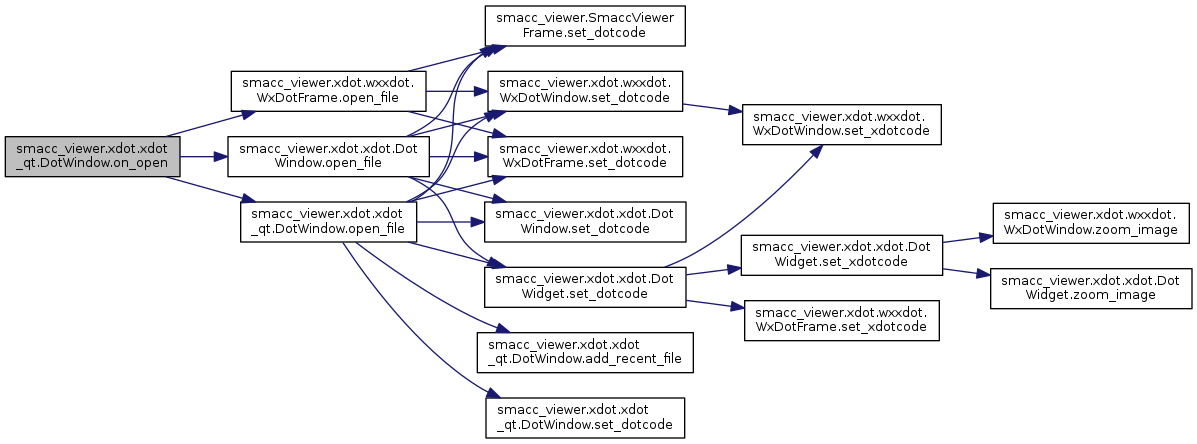 smacc_viewer.xdot.xdot
_qt.DotWindow.on_open
smacc_viewer.xdot.wxxdot.
WxDotFrame.open_file
smacc_viewer.xdot.xdot.Dot
Window.open_file
smacc_viewer.xdot.xdot
_qt.DotWindow.open_file
smacc_viewer.SmaccViewer
Frame.set_dotcode
smacc_viewer.xdot.wxxdot.
WxDotWindow.set_dotcode
smacc_viewer.xdot.wxxdot.
WxDotFrame.set_dotcode
smacc_viewer.xdot.xdot.Dot
Window.set_dotcode
smacc_viewer.xdot.xdot.Dot
Widget.set_dotcode
smacc_viewer.xdot.xdot
_qt.DotWindow.add_recent_file
smacc_viewer.xdot.xdot
_qt.DotWindow.set_dotcode
smacc_viewer.xdot.wxxdot.
WxDotWindow.set_xdotcode
smacc_viewer.xdot.xdot.Dot
Widget.set_xdotcode
smacc_viewer.xdot.wxxdot.
WxDotFrame.set_xdotcode
smacc_viewer.xdot.wxxdot.
WxDotWindow.zoom_image
smacc_viewer.xdot.xdot.Dot
Widget.zoom_image